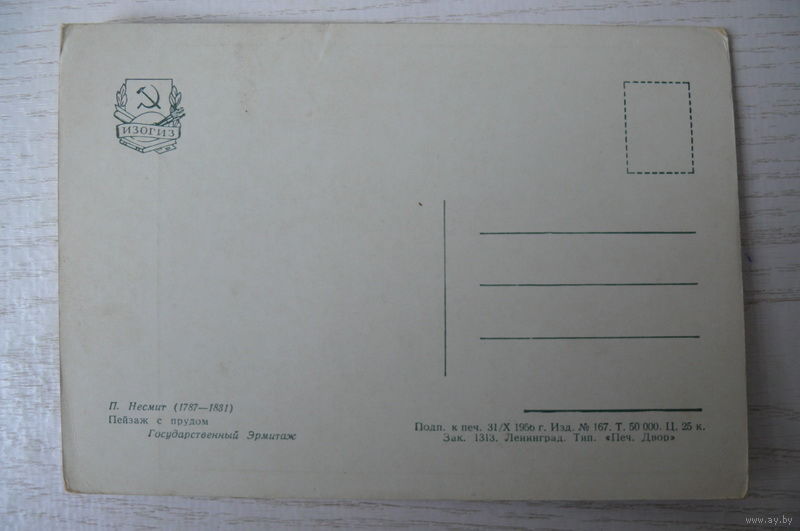 ИЗОГИЗ
П. Несмит (1787—1831)
Пейзаж с прудом
Государственный Эрмитаж
Подп. к печ. 31/X 1956 г. Изд. № 167. Т. 50 000. Ц. 25 к.
Зак. 1313. Ленинград. Тип. «Печ. Двор»
www.ay.by